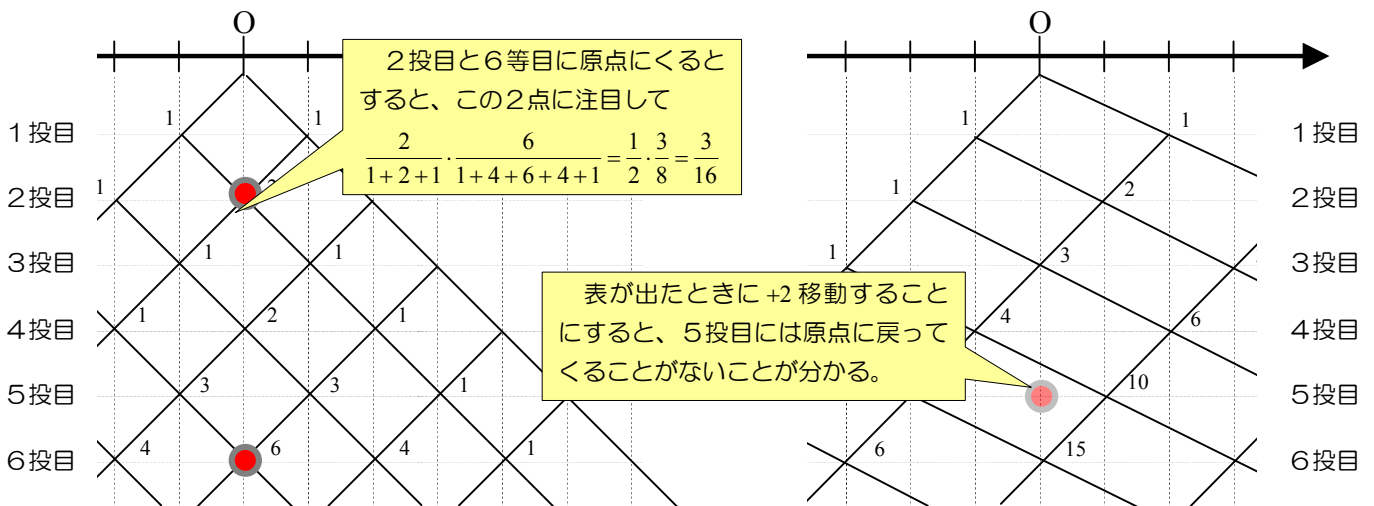 O
O
2投目と6等目に原点にくると
すると、この2点に注目して
2/(1+2+1) · 6/(1+4+6+4+1) = 1/2 · 3/8 = 3/16
1投目 1 1
1 1 1投目
2投目 1
1 2 2投目
3投目 1 1
1 3 3投目
表が出たときに +2 移動すること
にすると、5投目には原点に戻って
くることがないことが分かる。
4投目 1 2 1
4 6 4投目
5投目 3 3 1
10 5投目
6投目 4 6 4 1
6 15 6投目